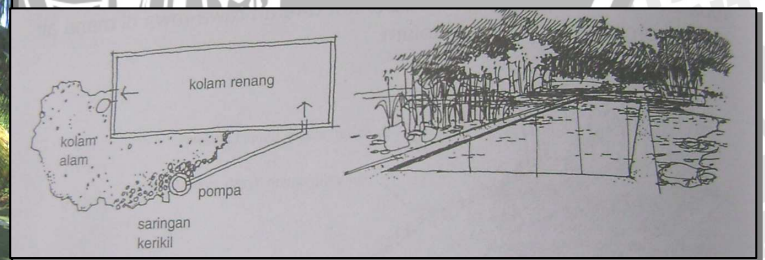 kolam renang
kolam
alam
pompa
saringan
kerikil